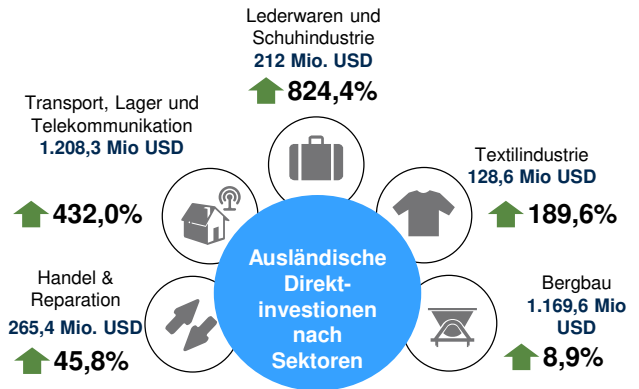 Lederwaren und
Schuhindustrie
212 Mio. USD
824,4%
Transport, Lager und
Telekommunikation
1.208,3 Mio USD
432,0%
Textilindustrie
128,6 Mio USD
189,6%
Handel &
Reparation
265,4 Mio. USD
45,8%
Ausländische
Direkt-
investionen
nach
Sektoren
Bergbau
1.169,6 Mio
USD
8,9%